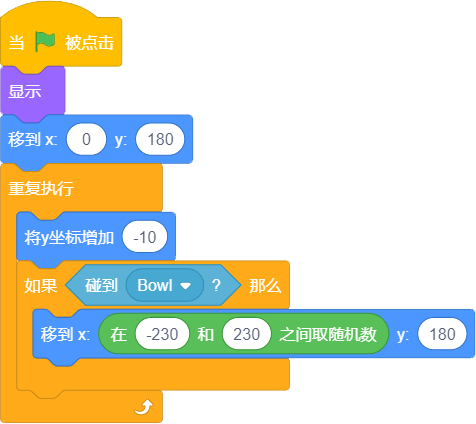 当 被点击
显示
移到 x: 0 y: 180
重复执行
将y坐标增加 -10
如果 碰到 Bowl ? 那么
移到 x: 在 -230 和 230 之间取随机数 y: 180